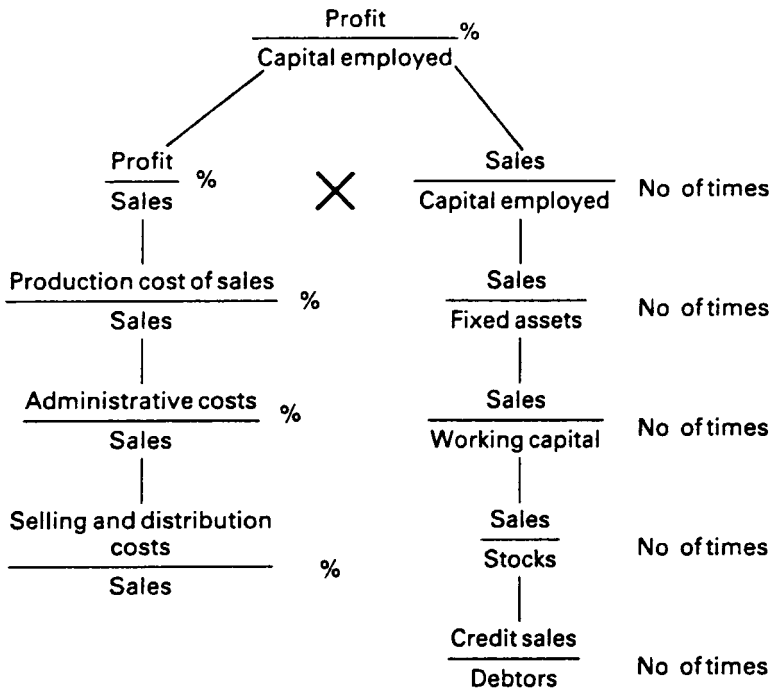 Profit
Capital employed %
Profit
Sales %
×
Sales
Capital employed No of times
Production cost of sales
Sales %
Sales
Fixed assets No of times
Administrative costs
Sales %
Sales
Working capital No of times
Selling and distribution
costs
Sales %
Sales
Stocks No of times
Credit sales
Debtors No of times